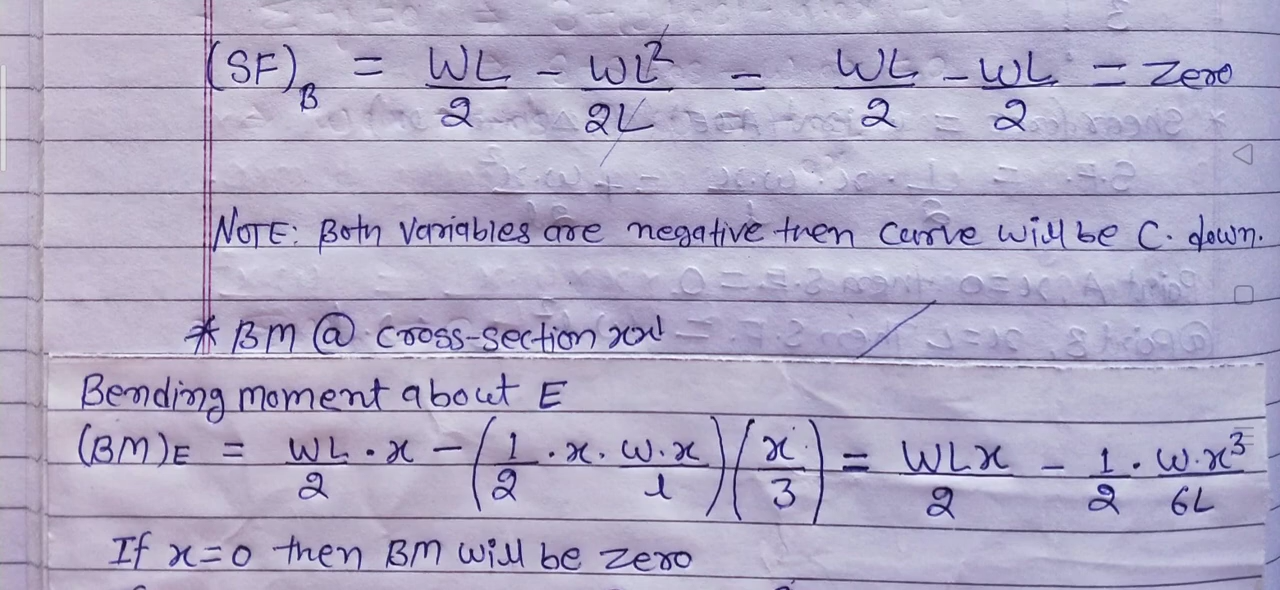 (SF)B = WL/2 - WL²/2L - WL/2 - WL/2 = Zero
NOTE: Both Variables are negative then Curve will be C. down.
* BM @ cross-section xx'
Bending moment about E
(BM)E = WL/2 . x - (1/2 . x . w.x/l) (x/3) = WLx/2 - 1/2 . w.x³/6L
If x=0 then BM will be zero